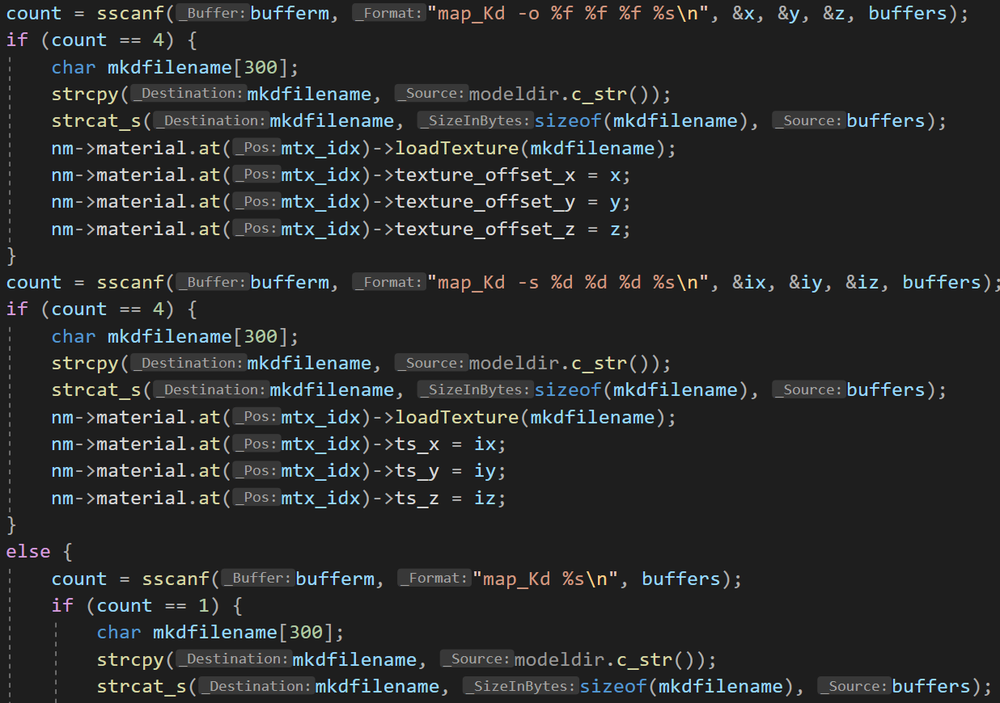 count = sscanf(_Buffer:bufferm, _Format:"map_Kd -o %f %f %f %s\n", &x, &y, &z, buffers);
if (count == 4) {
    char mkdfilename[300];
    strcpy(_Destination:mkdfilename, _Source:modeldir.c_str());
    strcat_s(_Destination:mkdfilename, _SizeInBytes:sizeof(mkdfilename), _Source:buffers);
    nm->material.at(_Pos:mtx_idx)->loadTexture(mkdfilename);
    nm->material.at(_Pos:mtx_idx)->texture_offset_x = x;
    nm->material.at(_Pos:mtx_idx)->texture_offset_y = y;
    nm->material.at(_Pos:mtx_idx)->texture_offset_z = z;
}
count = sscanf(_Buffer:bufferm, _Format:"map_Kd -s %d %d %d %s\n", &ix, &iy, &iz, buffers);
if (count == 4) {
    char mkdfilename[300];
    strcpy(_Destination:mkdfilename, _Source:modeldir.c_str());
    strcat_s(_Destination:mkdfilename, _SizeInBytes:sizeof(mkdfilename), _Source:buffers);
    nm->material.at(_Pos:mtx_idx)->loadTexture(mkdfilename);
    nm->material.at(_Pos:mtx_idx)->ts_x = ix;
    nm->material.at(_Pos:mtx_idx)->ts_y = iy;
    nm->material.at(_Pos:mtx_idx)->ts_z = iz;
}
else {
    count = sscanf(_Buffer:bufferm, _Format:"map_Kd %s\n", buffers);
    if (count == 1) {
        char mkdfilename[300];
        strcpy(_Destination:mkdfilename, _Source:modeldir.c_str());
        strcat_s(_Destination:mkdfilename, _SizeInBytes:sizeof(mkdfilename), _Source:buffers);